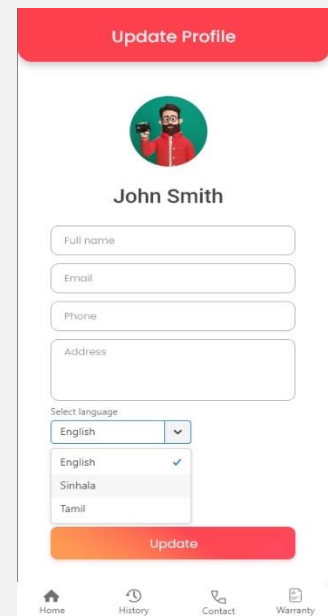 Update Profile
John Smith
Full name
Email
Phone
Address
Select language
English
English
Sinhala
Tamil
Update
Home History Contact Warranty